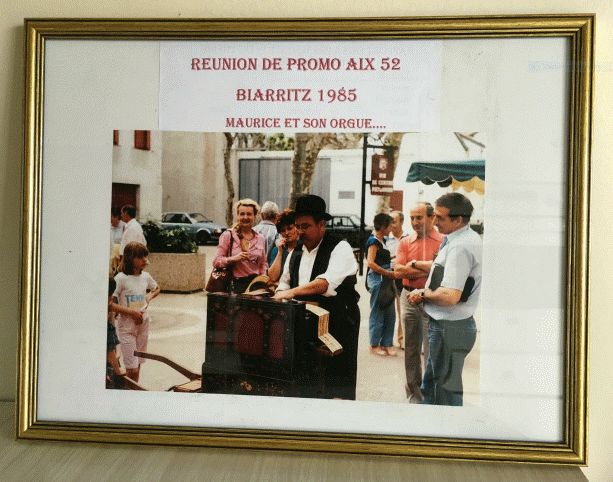 REUNION DE PROMO AIX 52
BIARRITZ 1985
MAURICE ET SON ORGUE....